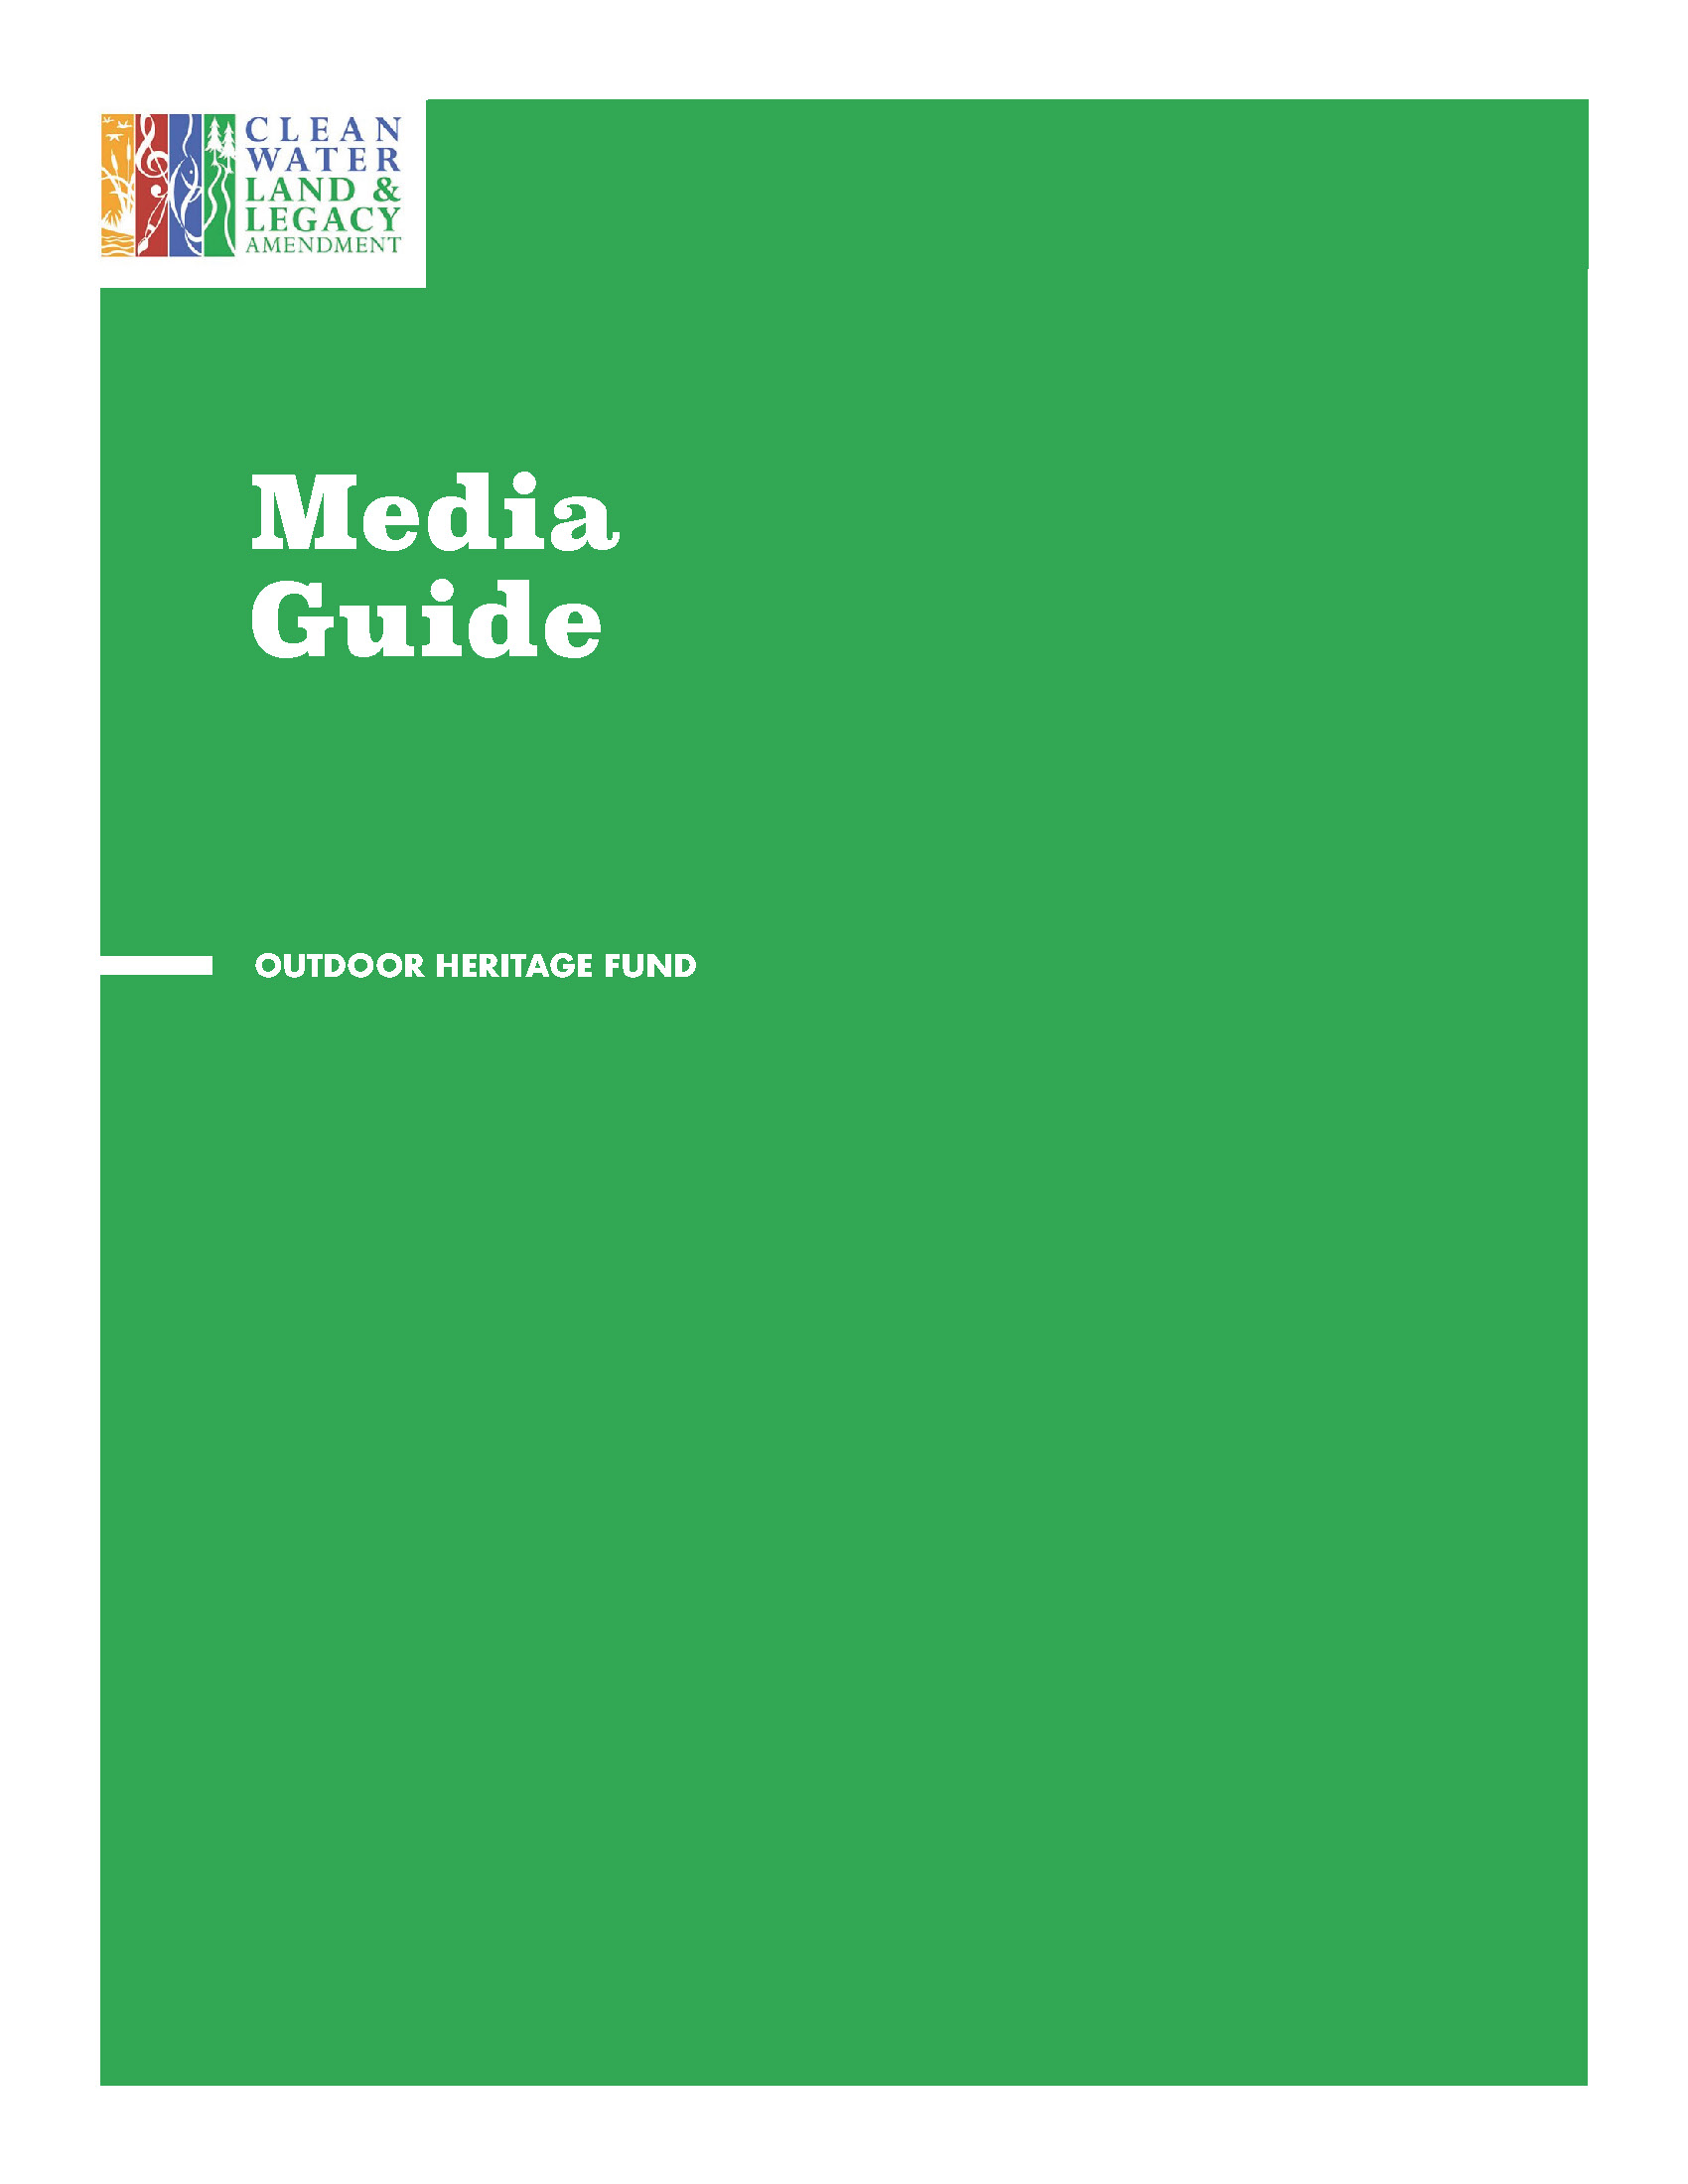 CLEAN
WATER
LAND &
LEGACY
AMENDMENT
Media
Guide
OUTDOOR HERITAGE FUND